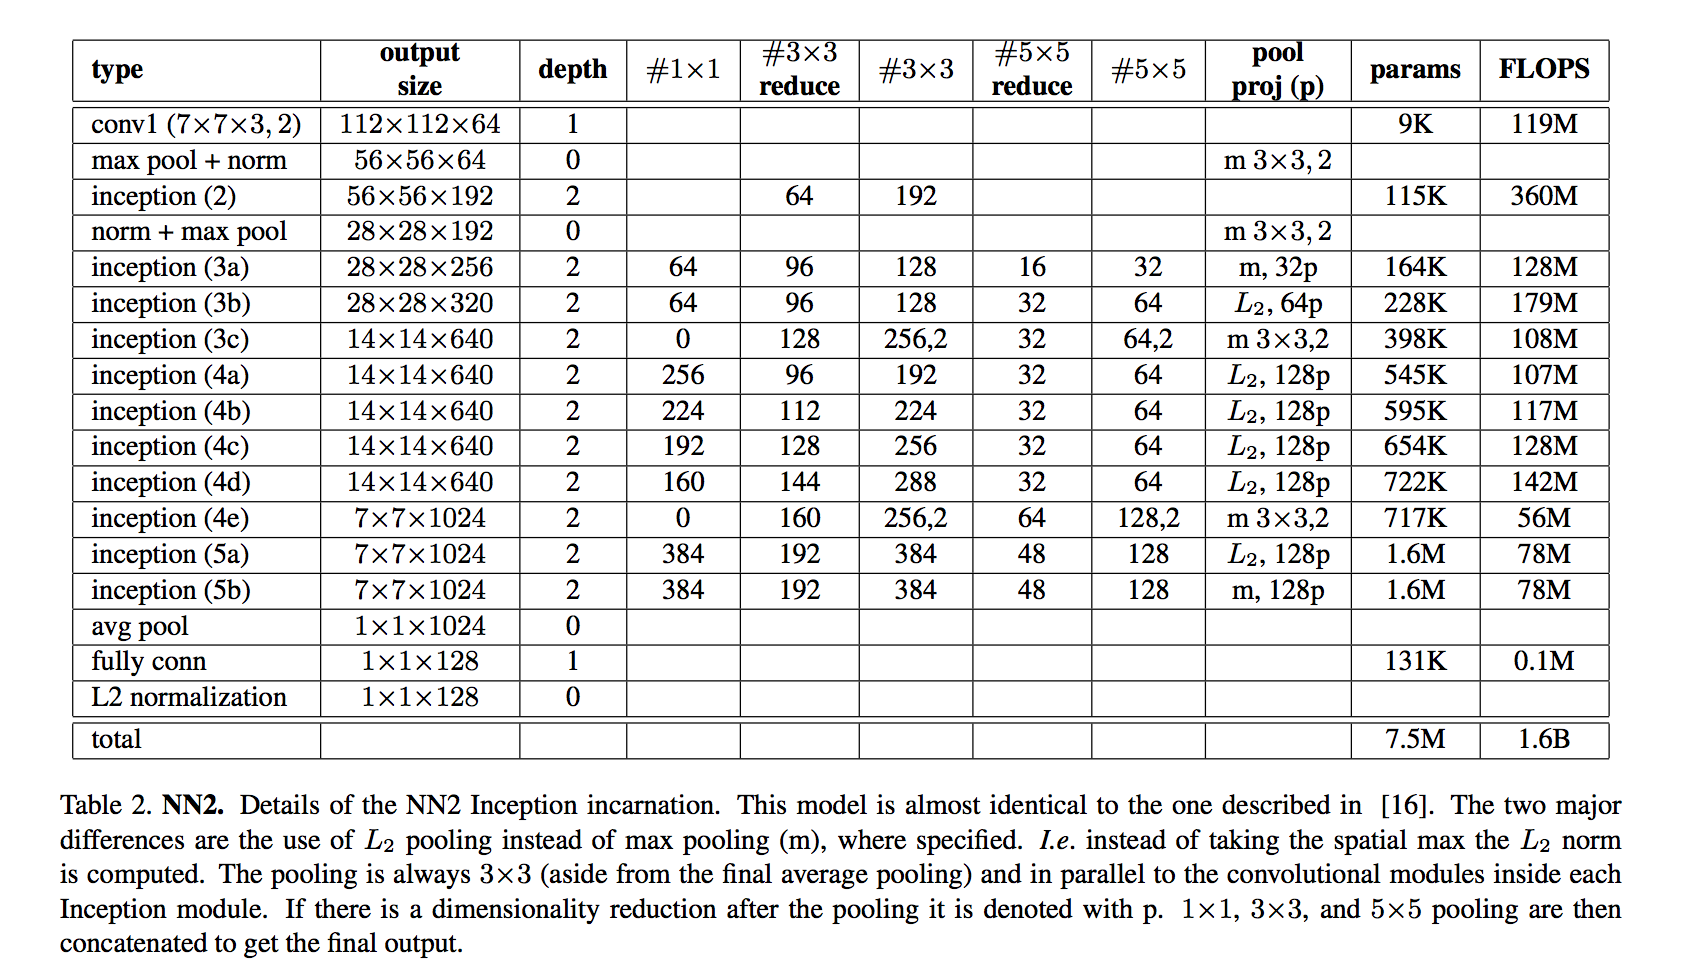 type output size depth #1×1 #3×3 reduce #3×3 #5×5 reduce #5×5 pool proj (p) params FLOPS
conv1 (7×7×3, 2) 112×112×64 1 9K 119M
max pool + norm 56×56×64 0 m 3×3, 2
inception (2) 56×56×192 2 64 192 115K 360M
norm + max pool 28×28×192 0 m 3×3, 2
inception (3a) 28×28×256 2 64 96 128 16 32 m, 32p 164K 128M
inception (3b) 28×28×320 2 64 96 128 32 64 L₂, 64p 228K 179M
inception (3c) 14×14×640 2 0 128 256,2 32 64,2 m 3×3,2 398K 108M
inception (4a) 14×14×640 2 256 96 192 32 64 L₂, 128p 545K 107M
inception (4b) 14×14×640 2 224 112 224 32 64 L₂, 128p 595K 117M
inception (4c) 14×14×640 2 192 128 256 32 64 L₂, 128p 654K 128M
inception (4d) 14×14×640 2 160 144 288 32 64 L₂, 128p 722K 142M
inception (4e) 7×7×1024 2 0 160 256,2 64 128,2 m 3×3,2 717K 56M
inception (5a) 7×7×1024 2 384 192 384 48 128 L₂, 128p 1.6M 78M
inception (5b) 7×7×1024 2 384 192 384 48 128 m, 128p 1.6M 78M
avg pool 1×1×1024 0
fully conn 1×1×128 1 131K 0.1M
L2 normalization 1×1×128 0
total 7.5M 1.6B
Table 2. NN2. Details of the NN2 Inception incarnation. This model is almost identical to the one described in [16]. The two major
differences are the use of L₂ pooling instead of max pooling (m), where specified. I.e. instead of taking the spatial max the L₂ norm
is computed. The pooling is always 3×3 (aside from the final average pooling) and in parallel to the convolutional modules inside each
Inception module. If there is a dimensionality reduction after the pooling it is denoted with p. 1×1, 3×3, and 5×5 pooling are then
concatenated to get the final output.